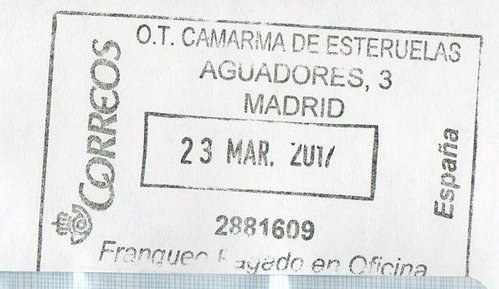 O.T. CAMARMA DE ESTERUELAS
AGUADORES, 3
MADRID
CORREOS
23 MAR. 2017
España
2881609
Franqueo Pagado en Oficina